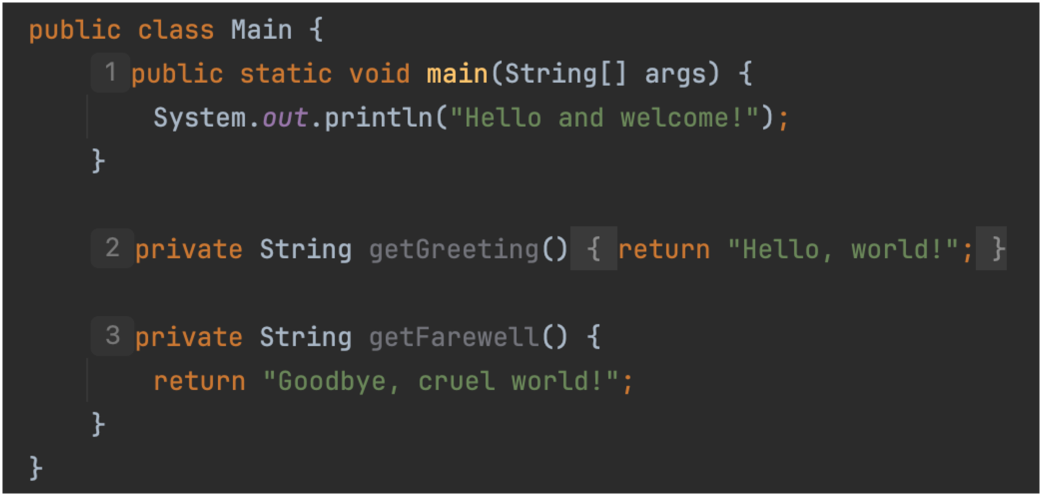 public class Main {
1 public static void main(String[] args) {
System.out.println("Hello and welcome!");
}
2 private String getGreeting() { return "Hello, world!"; }
3 private String getFarewell() {
return "Goodbye, cruel world!";
}
}